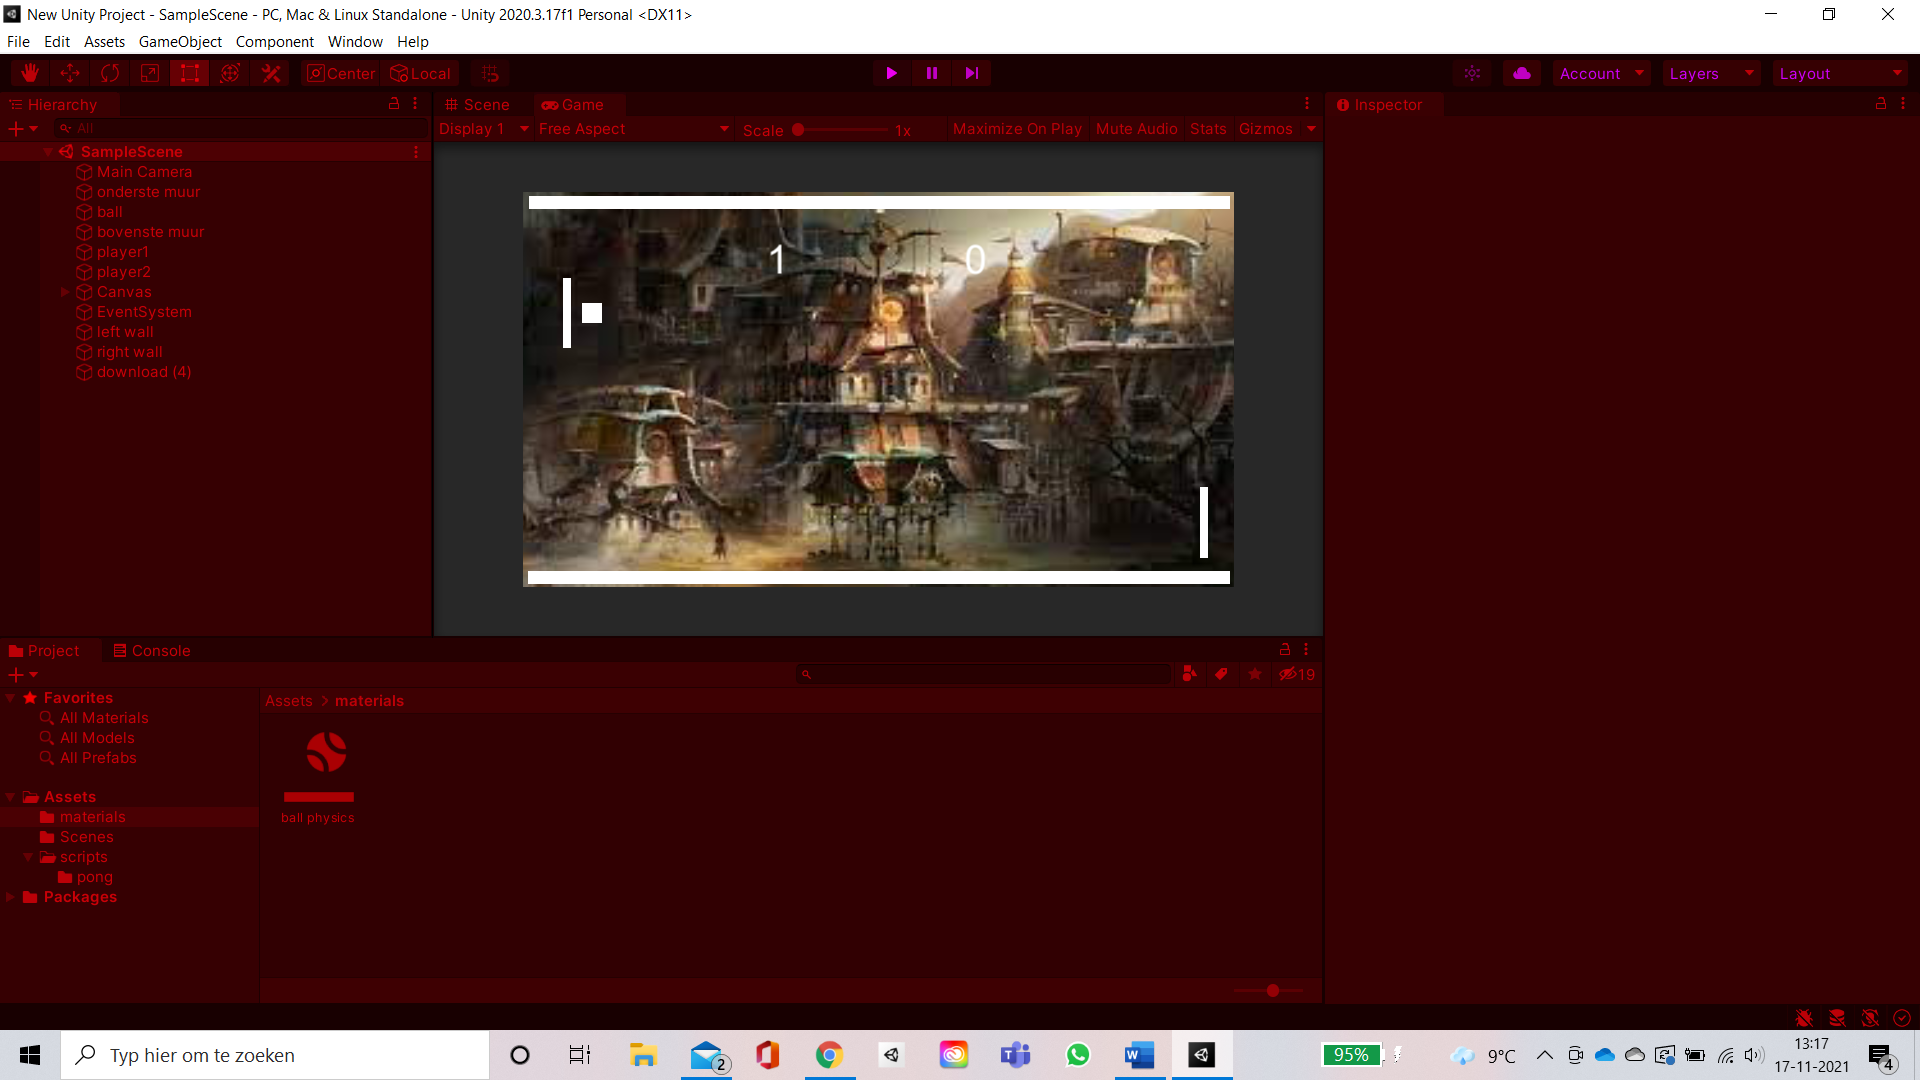 New Unity Project - SampleScene - PC, Mac & Linux Standalone - Unity 2020.3.17f1 Personal <DX11>
File Edit Assets GameObject Component Window Help
Center Local Account Layers Layout
Hierarchy
All
SampleScene
Main Camera
onderste muur
ball
bovenste muur
player1
player2
Canvas
EventSystem
left wall
right wall
download (4)
Scene Game
Display 1 Free Aspect Scale 1x Maximize On Play Mute Audio Stats Gizmos
1 0
Inspector
Project Console
19
Favorites
All Materials
All Models
All Prefabs
Assets
materials
Scenes
scripts
pong
Packages
Assets > materials
ball physics
Typ hier om te zoeken
2
95%
9°C
13:17
17-11-2021
4